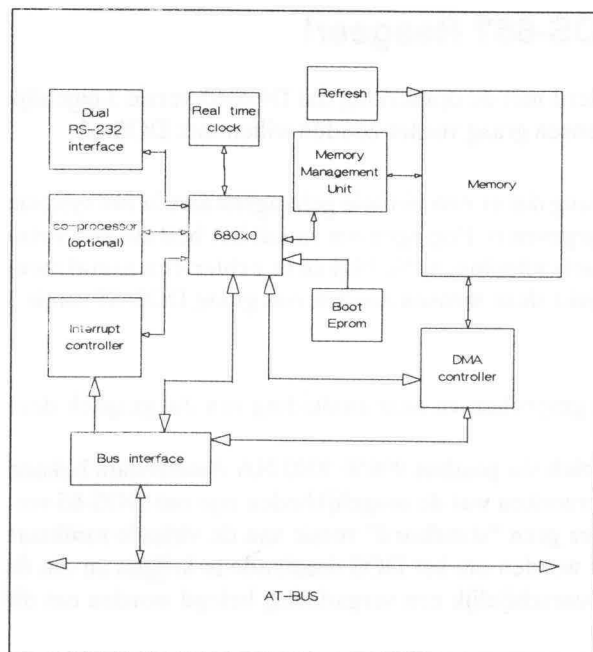 Dual
RS-232
interface
Real time
clock
Refresh
Memory
Management
Unit
Memory
co-processor
(optional)
680x0
Interrupt
controller
Boot
Eprom
DMA
controller
Bus interface
AT-BUS